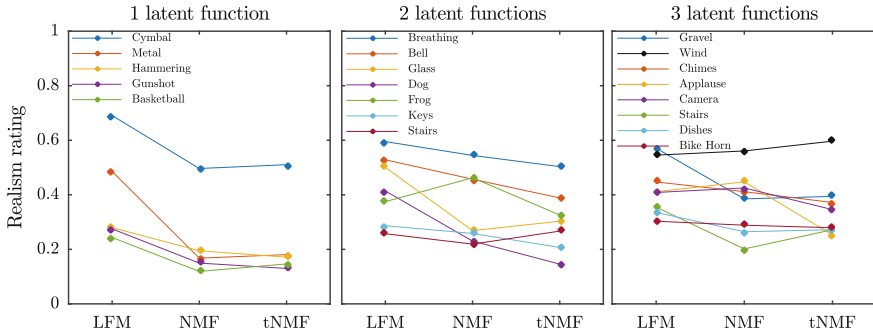 1 latent function
2 latent functions
3 latent functions
Realism rating
1
0.8
0.6
0.4
0.2
0
Cymbal
Metal
Hammering
Gunshot
Basketball
Breathing
Bell
Glass
Dog
Frog
Keys
Stairs
Gravel
Wind
Chimes
Applause
Camera
Stairs
Dishes
Bike Horn
LFM NMF tNMF
LFM NMF tNMF
LFM NMF tNMF